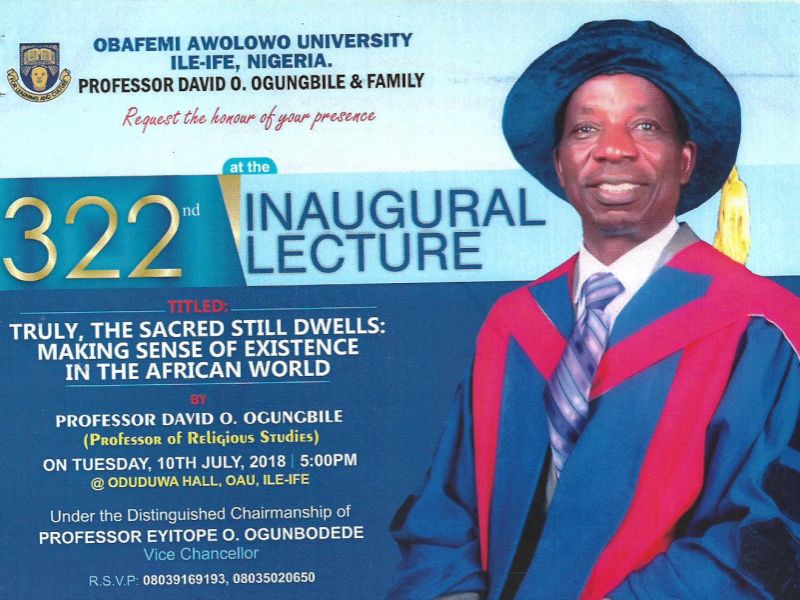 OBAFEMI AWOLOWO UNIVERSITY
ILE-IFE, NIGERIA.
PROFESSOR DAVID O. OGUNGBILE & FAMILY
Request the honour of your presence
at the
322nd
INAUGURAL
LECTURE
TITLED:
TRULY, THE SACRED STILL DWELLS:
MAKING SENSE OF EXISTENCE
IN THE AFRICAN WORLD
BY
PROFESSOR DAVID O. OGUNGBILE
(Professor of Religious Studies)
ON TUESDAY, 10TH JULY, 2018 | 5:00PM
@ ODUDUWA HALL, OAU, ILE-IFE
Under the Distinguished Chairmanship of
PROFESSOR EYITOPE O. OGUNBODEDE
Vice Chancellor
R.S.V.P: 08039169193, 08035020650